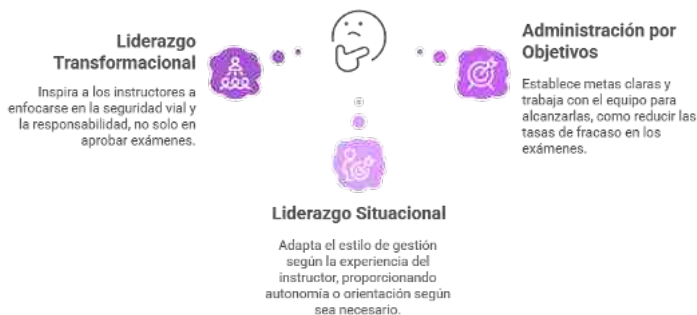 Liderazgo
Transformacional
Inspira a los instructores a
enfocarse en la seguridad vial y
la responsabilidad, no solo en
aprobar exámenes.
Administración por
Objetivos
Establece metas claras y
trabaja con el equipo para
alcanzarlas, como reducir las
tasas de fracaso en los
exámenes.
Liderazgo Situacional
Adapta el estilo de gestión
según la experiencia del
instructor, proporcionando
autonomía o orientación según
sea necesario.